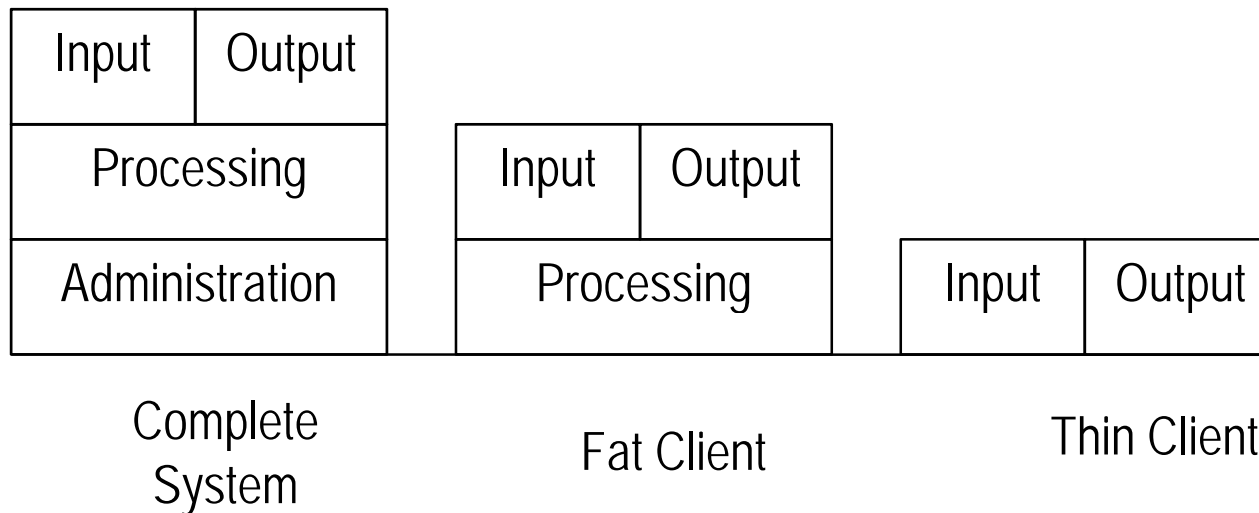 Input Output
Processing
Administration
Complete
System
Input Output
Processing
Fat Client
Input Output
Thin Client